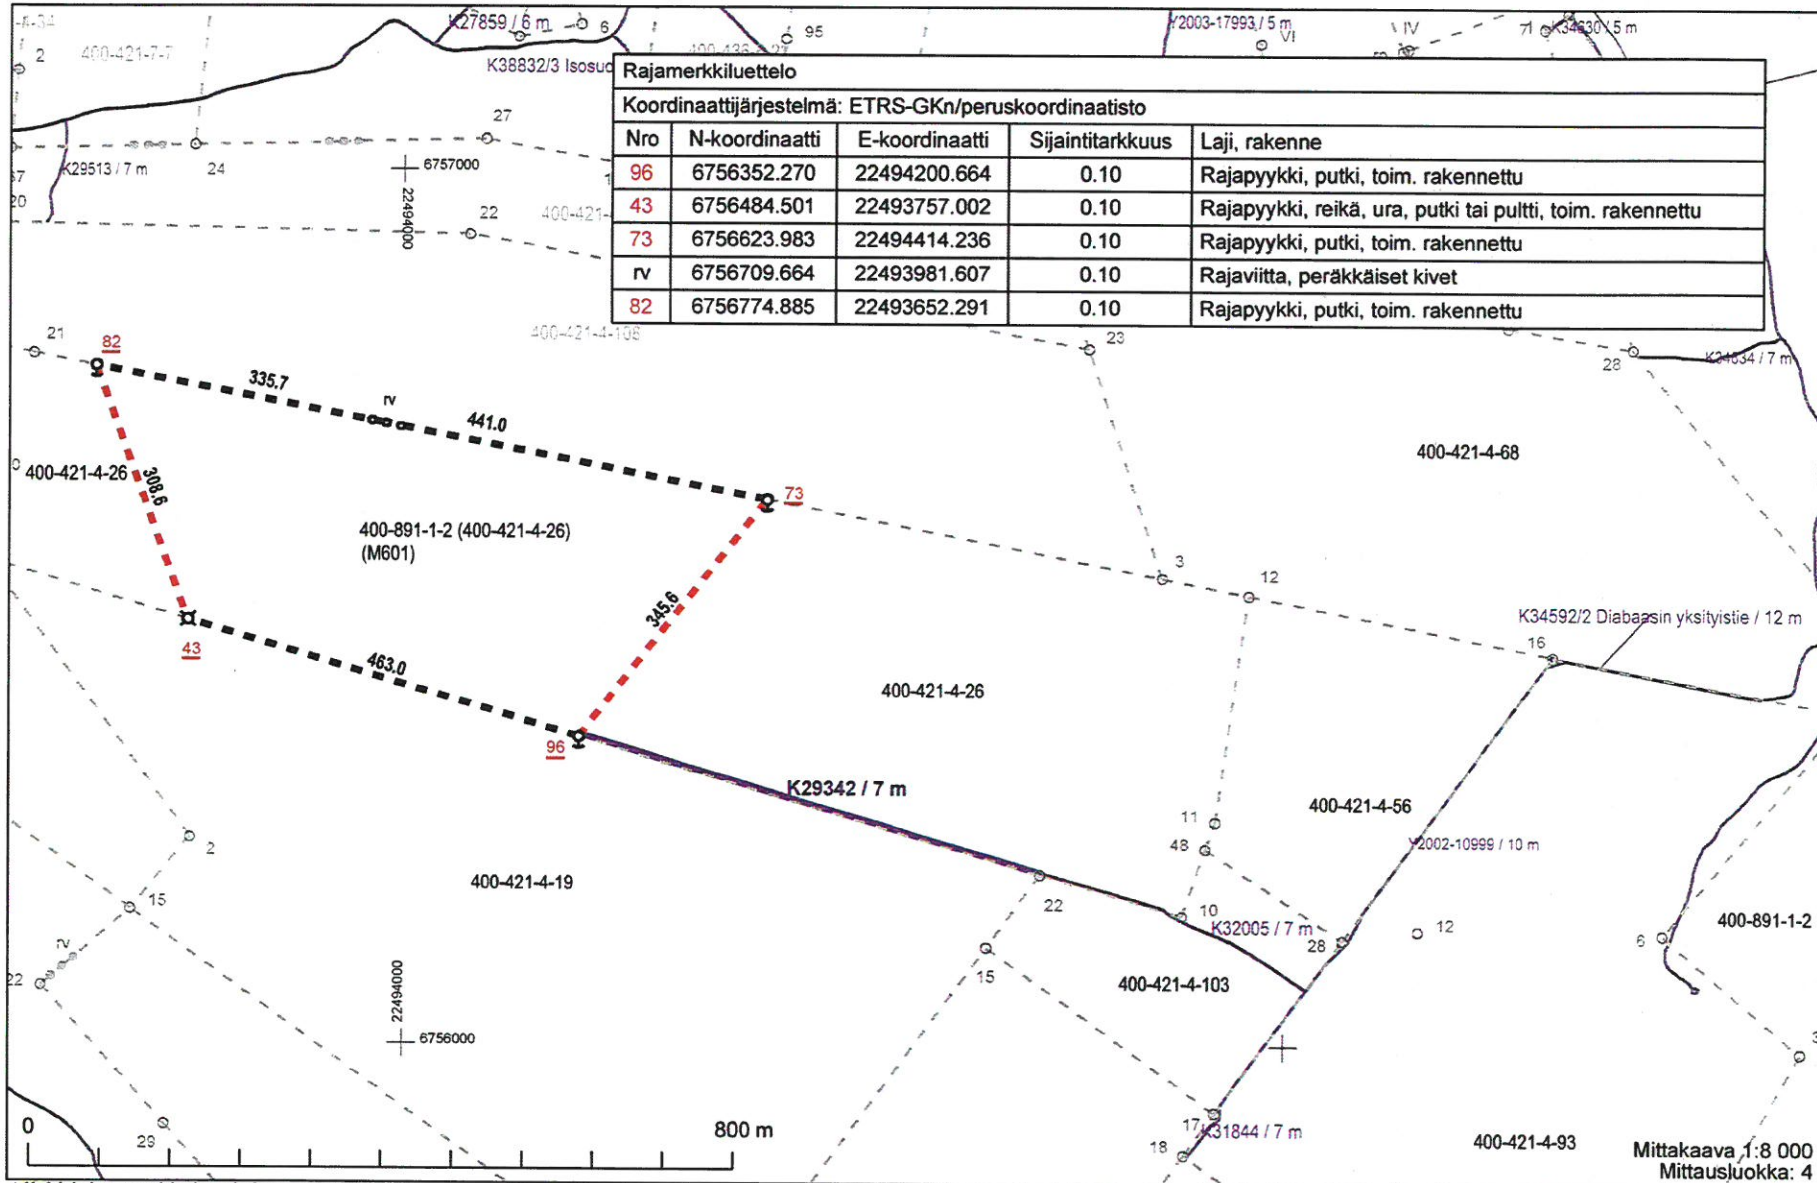 2
400-421-7-7
K27859 / 6 m
6
95
Y2003-17993 / 5 m
VI
IV
71
K34630 / 5 m
K38832/3 Isosuo
Rajamerkkiluettelo
Koordinaattijärjestelmä: ETRS-GKn/peruskoordinaatisto
Nro N-koordinaatti E-koordinaatti Sijaintitarkkuus Laji, rakenne
96 6756352.270 22494200.664 0.10 Rajapyykki, putki, toim. rakennettu
43 6756484.501 22493757.002 0.10 Rajapyykki, reikä, ura, putki tai pultti, toim. rakennettu
73 6756623.983 22494414.236 0.10 Rajapyykki, putki, toim. rakennettu
rv 6756709.664 22493981.607 0.10 Rajaviitta, peräkkäiset kivet
82 6756774.885 22493652.291 0.10 Rajapyykki, putki, toim. rakennettu
27
K29513 / 7 m
24
6757000
22494000
37
20
22
400-421-
400-421-4-106
21
82
23
28
K34634 / 7 m
335.7
rv
441.0
400-421-4-26
308.6
400-421-4-68
73
400-891-1-2 (400-421-4-26)
(M601)
345.6
3
12
K34592/2 Diabaasin yksityistie / 12 m
16
43
463.0
400-421-4-26
96
K29342 / 7 m
400-421-4-56
11
48
Y2002-10999 / 10 m
2
400-421-4-19
15
22
10
K32005 / 7 m
28
12
6
400-891-1-2
rv
22
15
400-421-4-103
22494000
6756000
3
0
800 m
29
17
K31844 / 7 m
18
400-421-4-93
Mittakaava 1:8 000
Mittausluokka: 4